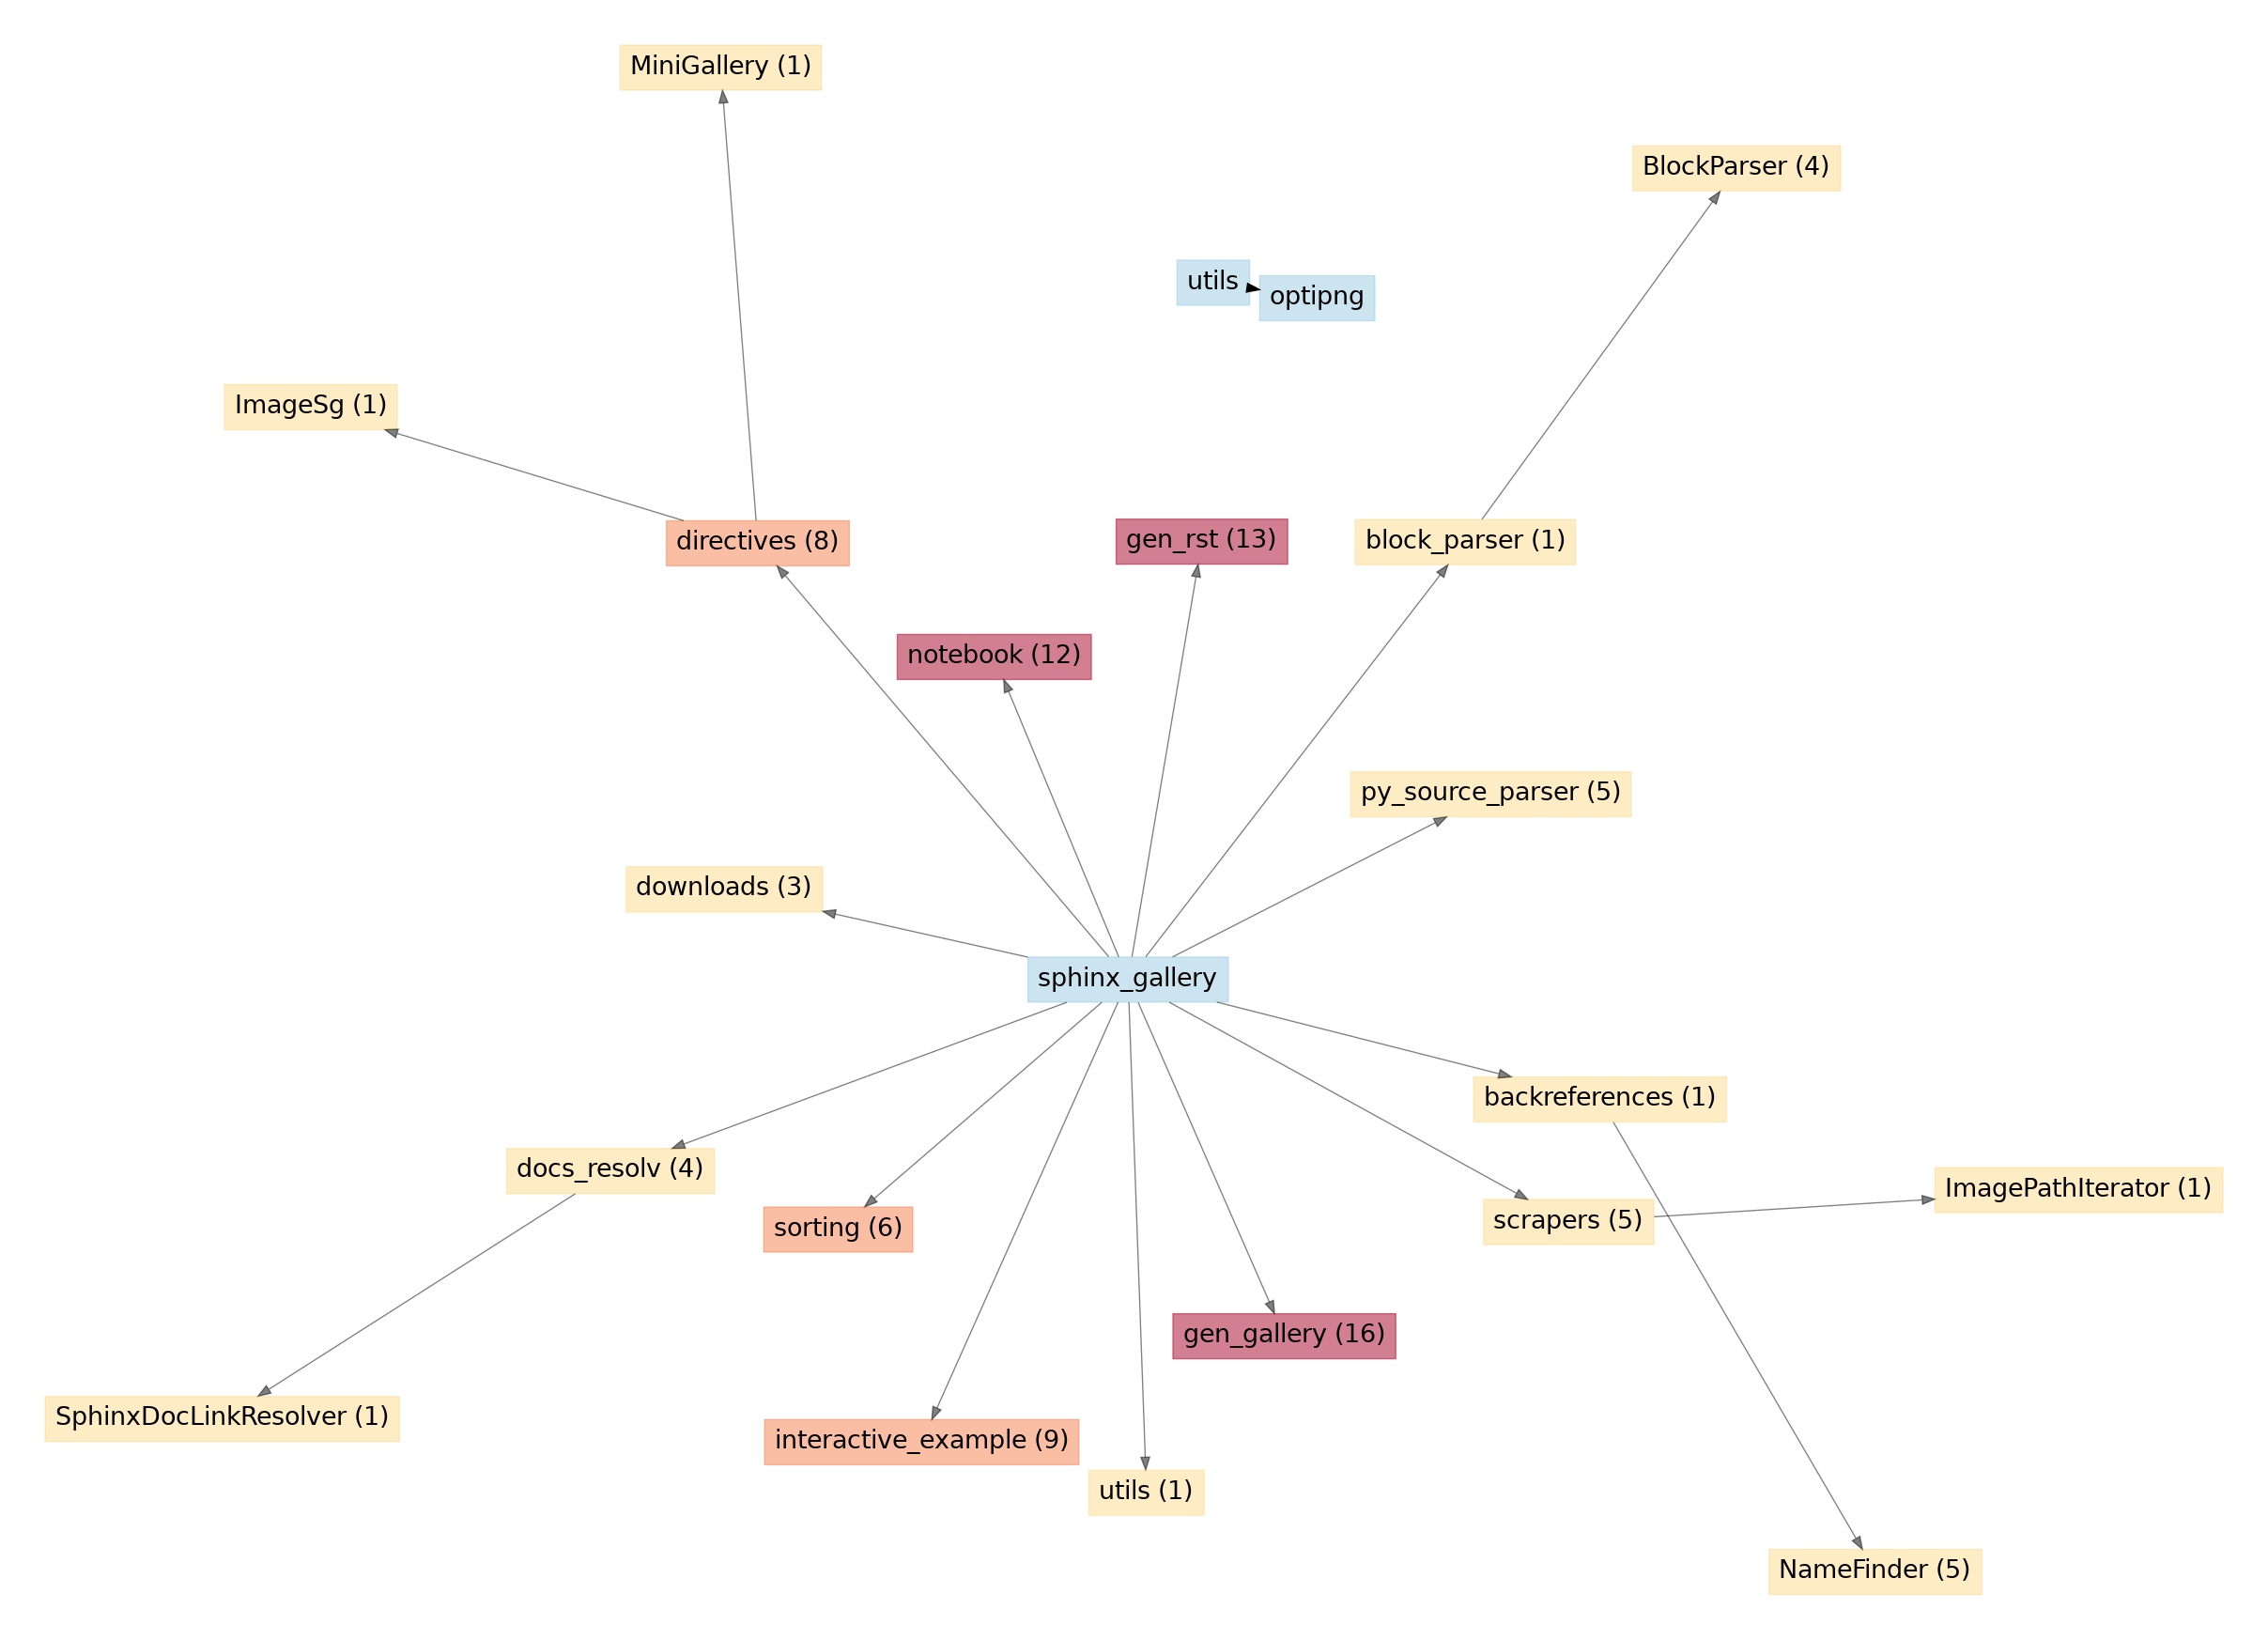 MiniGallery (1)
BlockParser (4)
utils
optipng
ImageSg (1)
directives (8)
gen_rst (13)
block_parser (1)
notebook (12)
py_source_parser (5)
downloads (3)
sphinx_gallery
backreferences (1)
docs_resolv (4)
ImagePathIterator (1)
sorting (6)
scrapers (5)
gen_gallery (16)
SphinxDocLinkResolver (1)
interactive_example (9)
utils (1)
NameFinder (5)